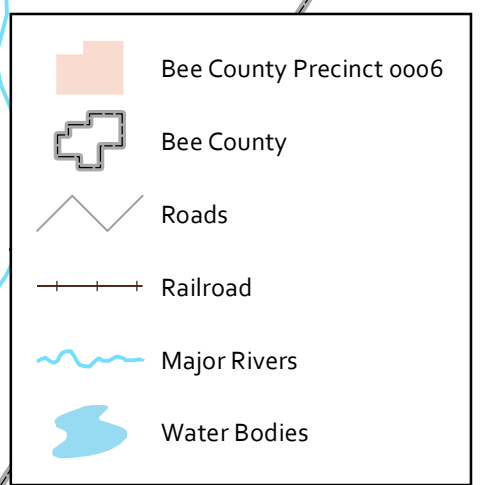 Bee County Precinct 0006
Bee County
Roads
Railroad
Major Rivers
Water Bodies